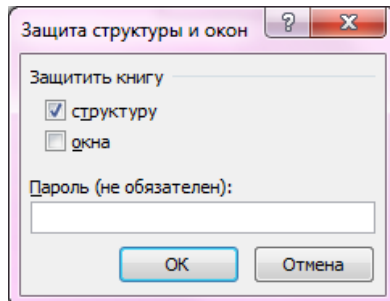 Защита структуры и окон
Защитить книгу
структуру
окна
Пароль (не обязателен):
ОК
Отмена